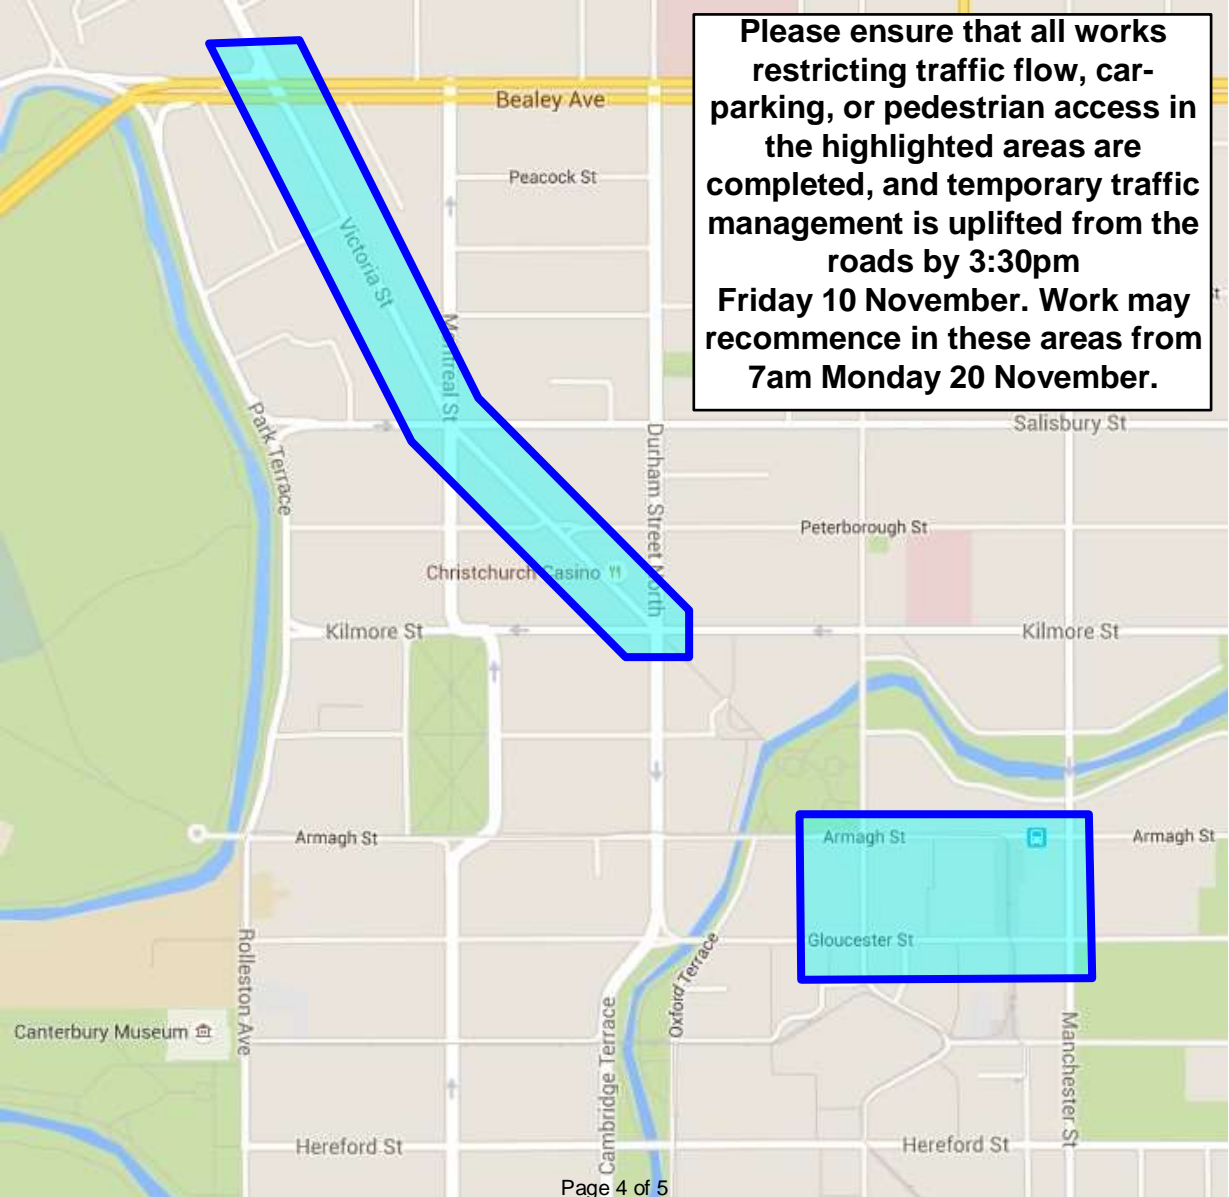 Please ensure that all works
restricting traffic flow, car-
parking, or pedestrian access in
the highlighted areas are
completed, and temporary traffic
management is uplifted from the
roads by 3:30pm
Friday 10 November. Work may
recommence in these areas from
7am Monday 20 November.
Bealey Ave
Peacock St
Victoria St
Montreal St
Park Terrace
Salisbury St
Durham Street North
Peterborough St
Christchurch Casino
Kilmore St
Kilmore St
Armagh St
Armagh St
Armagh St
Gloucester St
Rolleston Ave
Oxford Terrace
Canterbury Museum
Cambridge Terrace
Manchester St
Hereford St
Hereford St
Page 4 of 5